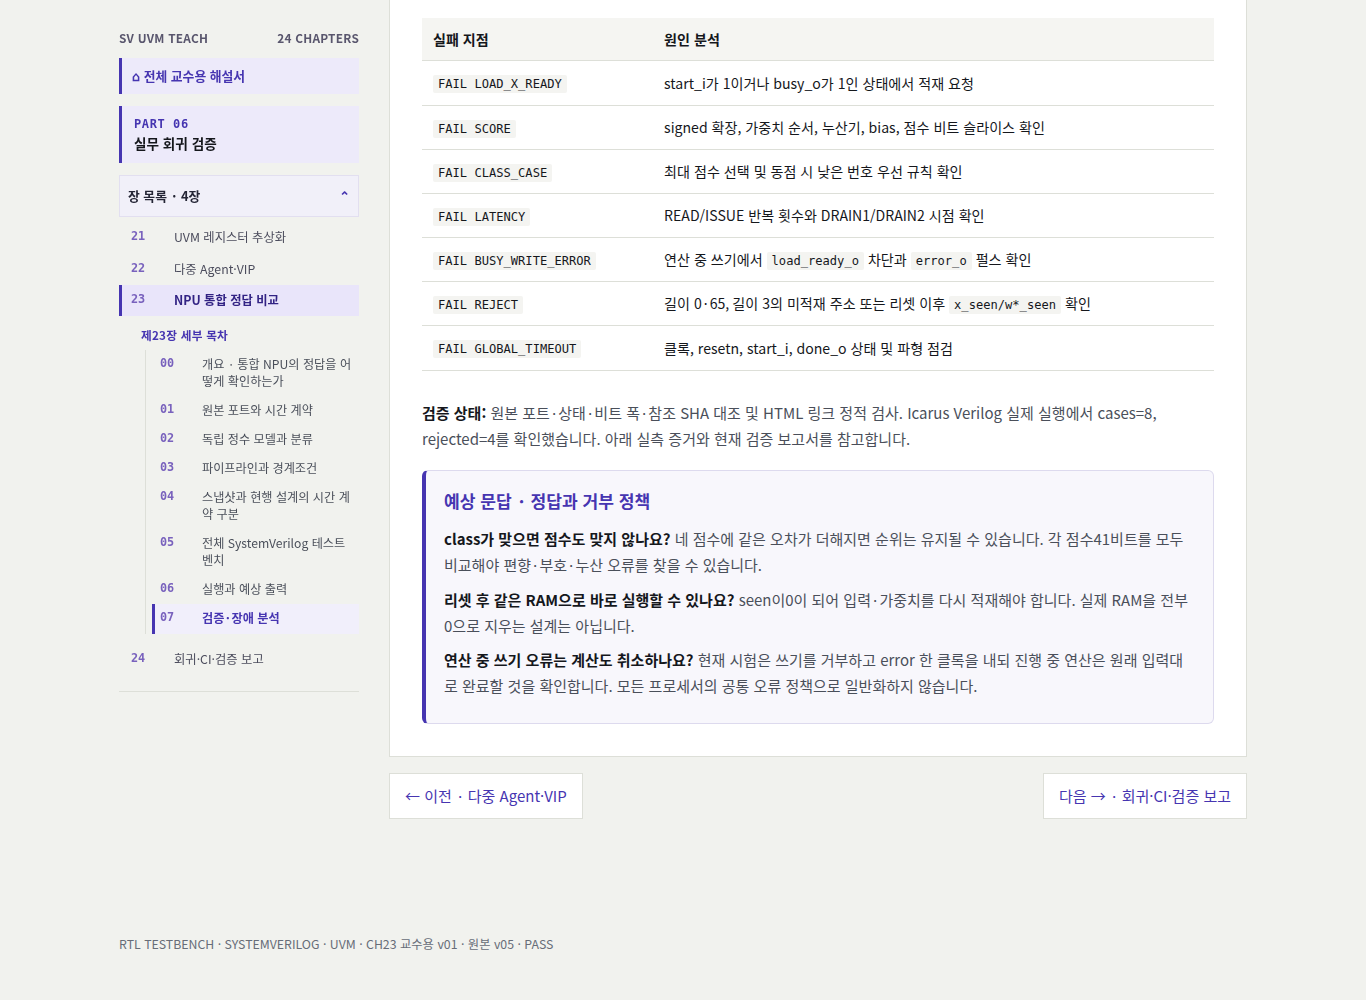 SV UVM TEACH
24 CHAPTERS
⌂ 전체 교수용 해설서
PART 06
실무 회귀 검증
장 목록 · 4장
21 UVM 레지스터 추상화
22 다중 Agent·VIP
23 NPU 통합 정답 비교
제23장 세부 목차
00 개요 · 통합 NPU의 정답을 어
떻게 확인하는가
01 원본 포트와 시간 계약
02 독립 정수 모델과 분류
03 파이프라인과 경계조건
04 스냅샷과 현행 설계의 시간 계
약 구분
05 전체 SystemVerilog 테스트
벤치
06 실행과 예상 출력
07 검증·장애 분석
24 회귀·CI·검증 보고
실패 지점 원인 분석
FAIL LOAD_X_READY start_i가 1이거나 busy_o가 1인 상태에서 적재 요청
FAIL SCORE signed 확장, 가중치 순서, 누산기, bias, 점수 비트 슬라이스 확인
FAIL CLASS_CASE 최대 점수 선택 및 동점 시 낮은 번호 우선 규칙 확인
FAIL LATENCY READ/ISSUE 반복 횟수와 DRAIN1/DRAIN2 시점 확인
FAIL BUSY_WRITE_ERROR 연산 중 쓰기에서 load_ready_o 차단과 error_o 펄스 확인
FAIL REJECT 길이 0·65, 길이 3의 미적재 주소 또는 리셋 이후 x_seen/w*_seen 확인
FAIL GLOBAL_TIMEOUT 클록, resetn, start_i, done_o 상태 및 파형 점검
검증 상태: 원본 포트·상태·비트 폭·참조 SHA 대조 및 HTML 링크 정적 검사. Icarus Verilog 실제 실행에서 cases=8,
rejected=4를 확인했습니다. 아래 실측 증거와 현재 검증 보고서를 참고합니다.
예상 문답 · 정답과 거부 정책
class가 맞으면 점수도 맞지 않나요? 네 점수에 같은 오차가 더해지면 순위는 유지될 수 있습니다. 각 점수41비트를 모두
비교해야 편향·부호·누산 오류를 찾을 수 있습니다.
리셋 후 같은 RAM으로 바로 실행할 수 있나요? seen이0이 되어 입력·가중치를 다시 적재해야 합니다. 실제 RAM을 전부
0으로 지우는 설계는 아닙니다.
연산 중 쓰기 오류는 계산도 취소하나요? 현재 시험은 쓰기를 거부하고 error 한 클록을 내되 진행 중 연산은 원래 입력대
로 완료할 것을 확인합니다. 모든 프로세서의 공통 오류 정책으로 일반화하지 않습니다.
← 이전 · 다중 Agent·VIP
다음 → · 회귀·CI·검증 보고
RTL TESTBENCH · SYSTEMVERILOG · UVM · CH23 교수용 v01 · 원본 v05 · PASS